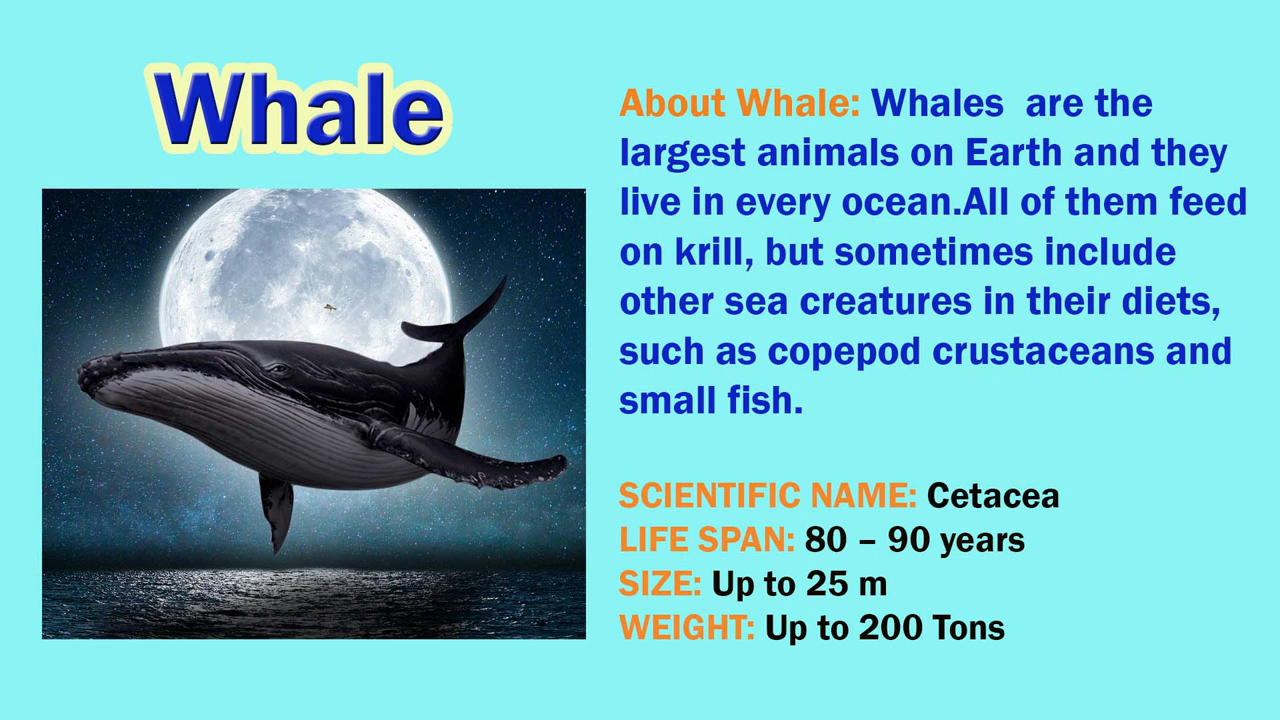 Whale
About Whale: Whales  are the
largest animals on Earth and they
live in every ocean.All of them feed
on krill, but sometimes include
other sea creatures in their diets,
such as copepod crustaceans and
small fish.
SCIENTIFIC NAME: Cetacea
LIFE SPAN: 80 – 90 years
SIZE: Up to 25 m
WEIGHT: Up to 200 Tons